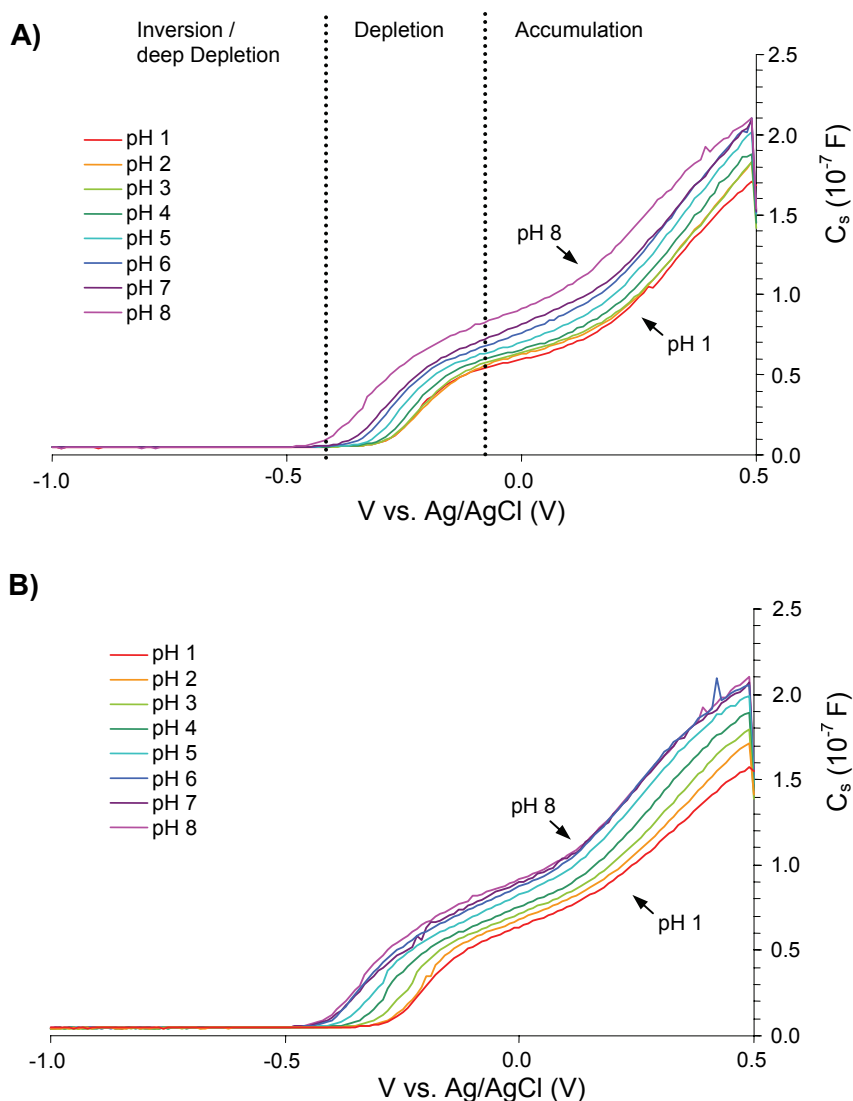 A)
Inversion /
deep Depletion
Depletion
Accumulation
pH 1
pH 2
pH 3
pH 4
pH 5
pH 6
pH 7
pH 8
pH 8
pH 1
2.5
2.0
1.5
1.0
0.5
0.0
Cs (10-7 F)
-1.0
-0.5
0.0
0.5
V vs. Ag/AgCl (V)
B)
pH 1
pH 2
pH 3
pH 4
pH 5
pH 6
pH 7
pH 8
pH 8
pH 1
2.5
2.0
1.5
1.0
0.5
0.0
Cs (10-7 F)
-1.0
-0.5
0.0
0.5
V vs. Ag/AgCl (V)